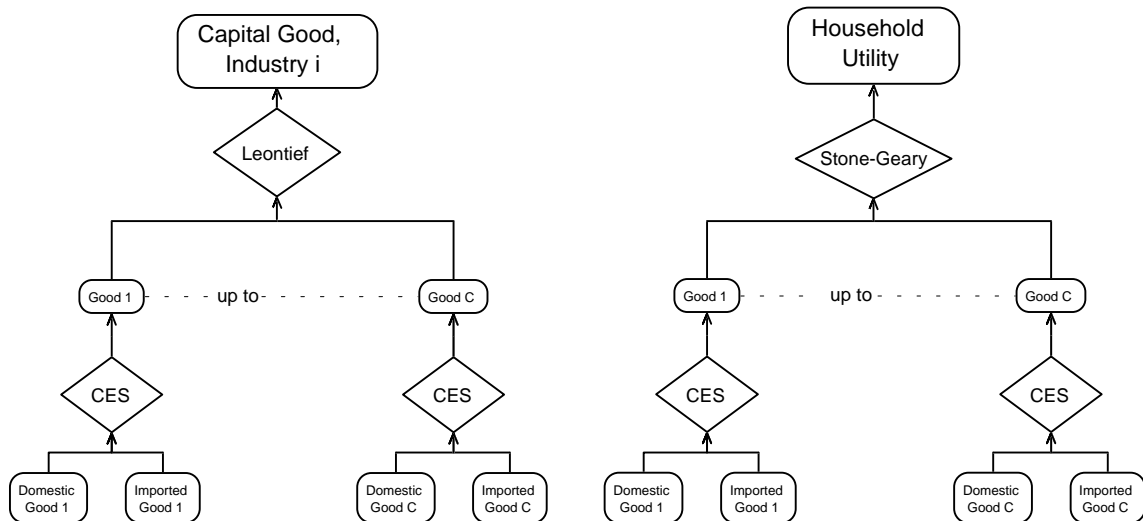 Capital Good,
Industry i
Leontief
Good 1
up to
Good C
CES
CES
Domestic
Good 1
Imported
Good 1
Domestic
Good C
Imported
Good C
Household
Utility
Stone-Geary
Good 1
up to
Good C
CES
CES
Domestic
Good 1
Imported
Good 1
Domestic
Good C
Imported
Good C